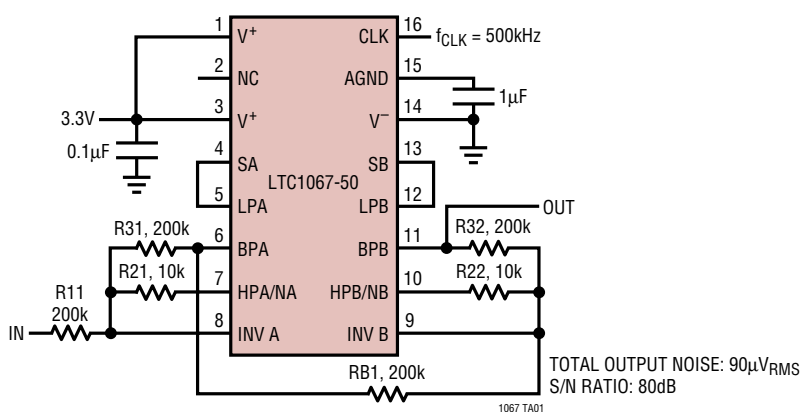 1 V+ CLK 16 fCLK = 500kHz
2 NC AGND 15
1µF
3.3V 3 V+ V− 14
0.1µF
4 SA SB 13
LTC1067-50
5 LPA LPB 12
OUT
R31, 200k 6 BPA BPB 11 R32, 200k
R21, 10k 7 HPA/NA HPB/NB 10 R22, 10k
R11
200k
IN 8 INV A INV B 9
RB1, 200k
TOTAL OUTPUT NOISE: 90µVRMS
S/N RATIO: 80dB
1067 TA01